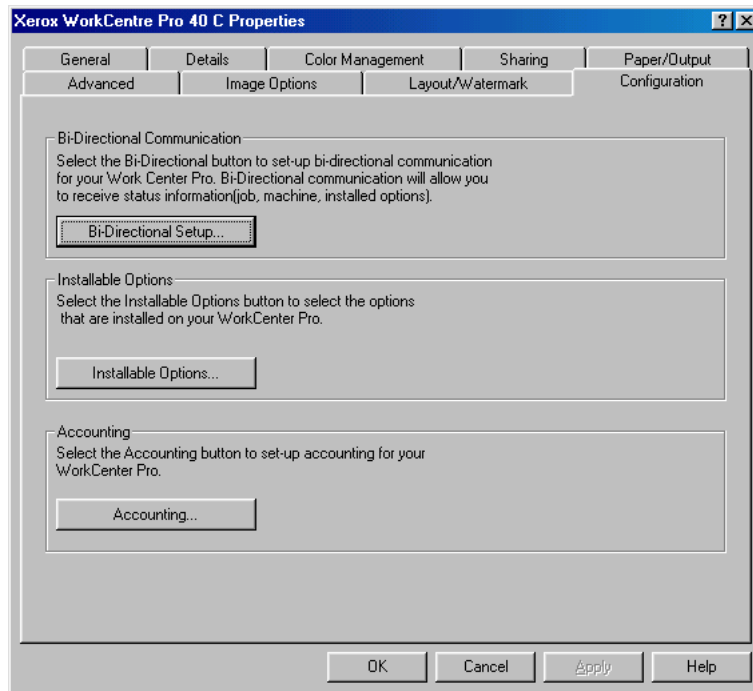 Xerox WorkCentre Pro 40 C Properties
General Details Color Management Sharing Paper/Output
Advanced Image Options Layout/Watermark Configuration
Bi-Directional Communication
Select the Bi-Directional button to set-up bi-directional communication
for your Work Center Pro. Bi-Directional communication will allow you
to receive status information(job, machine, installed options).
Bi-Directional Setup...
Installable Options
Select the Installable Options button to select the options
that are installed on your WorkCenter Pro.
Installable Options...
Accounting
Select the Accounting button to set-up accounting for your
WorkCenter Pro.
Accounting...
OK Cancel Apply Help